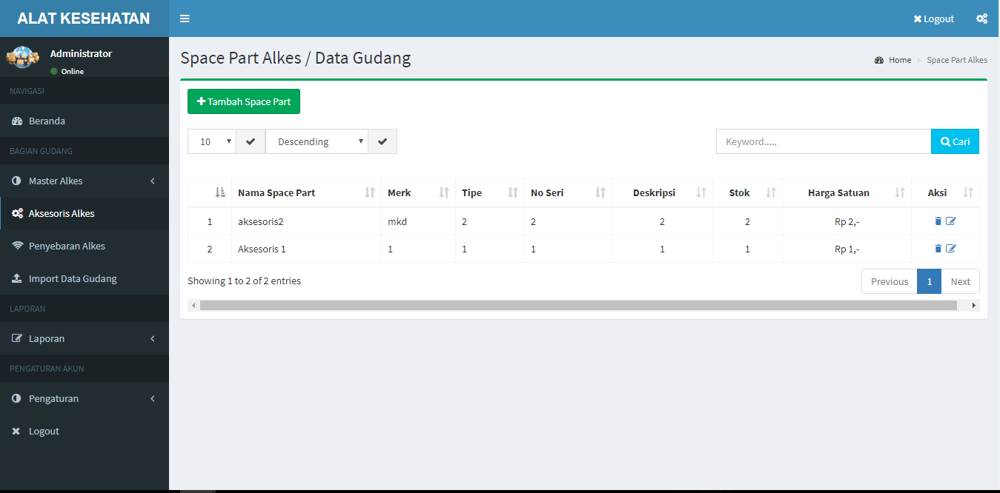 ALAT KESEHATAN
Logout
Administrator
Online
NAVIGASI
Beranda
BAGIAN GUDANG
Master Alkes
Aksesoris Alkes
Penyebaran Alkes
Import Data Gudang
LAPORAN
Laporan
PENGATURAN AKUN
Pengaturan
Logout
Space Part Alkes / Data Gudang
Home > Space Part Alkes
Tambah Space Part
10 Descending Keyword..... Cari
Nama Space Part Merk Tipe No Seri Deskripsi Stok Harga Satuan Aksi
1 aksesoris2 mkd 2 2 2 2 Rp 2,-
2 Aksesoris 1 1 1 1 1 1 Rp 1,-
Showing 1 to 2 of 2 entries
Previous 1 Next